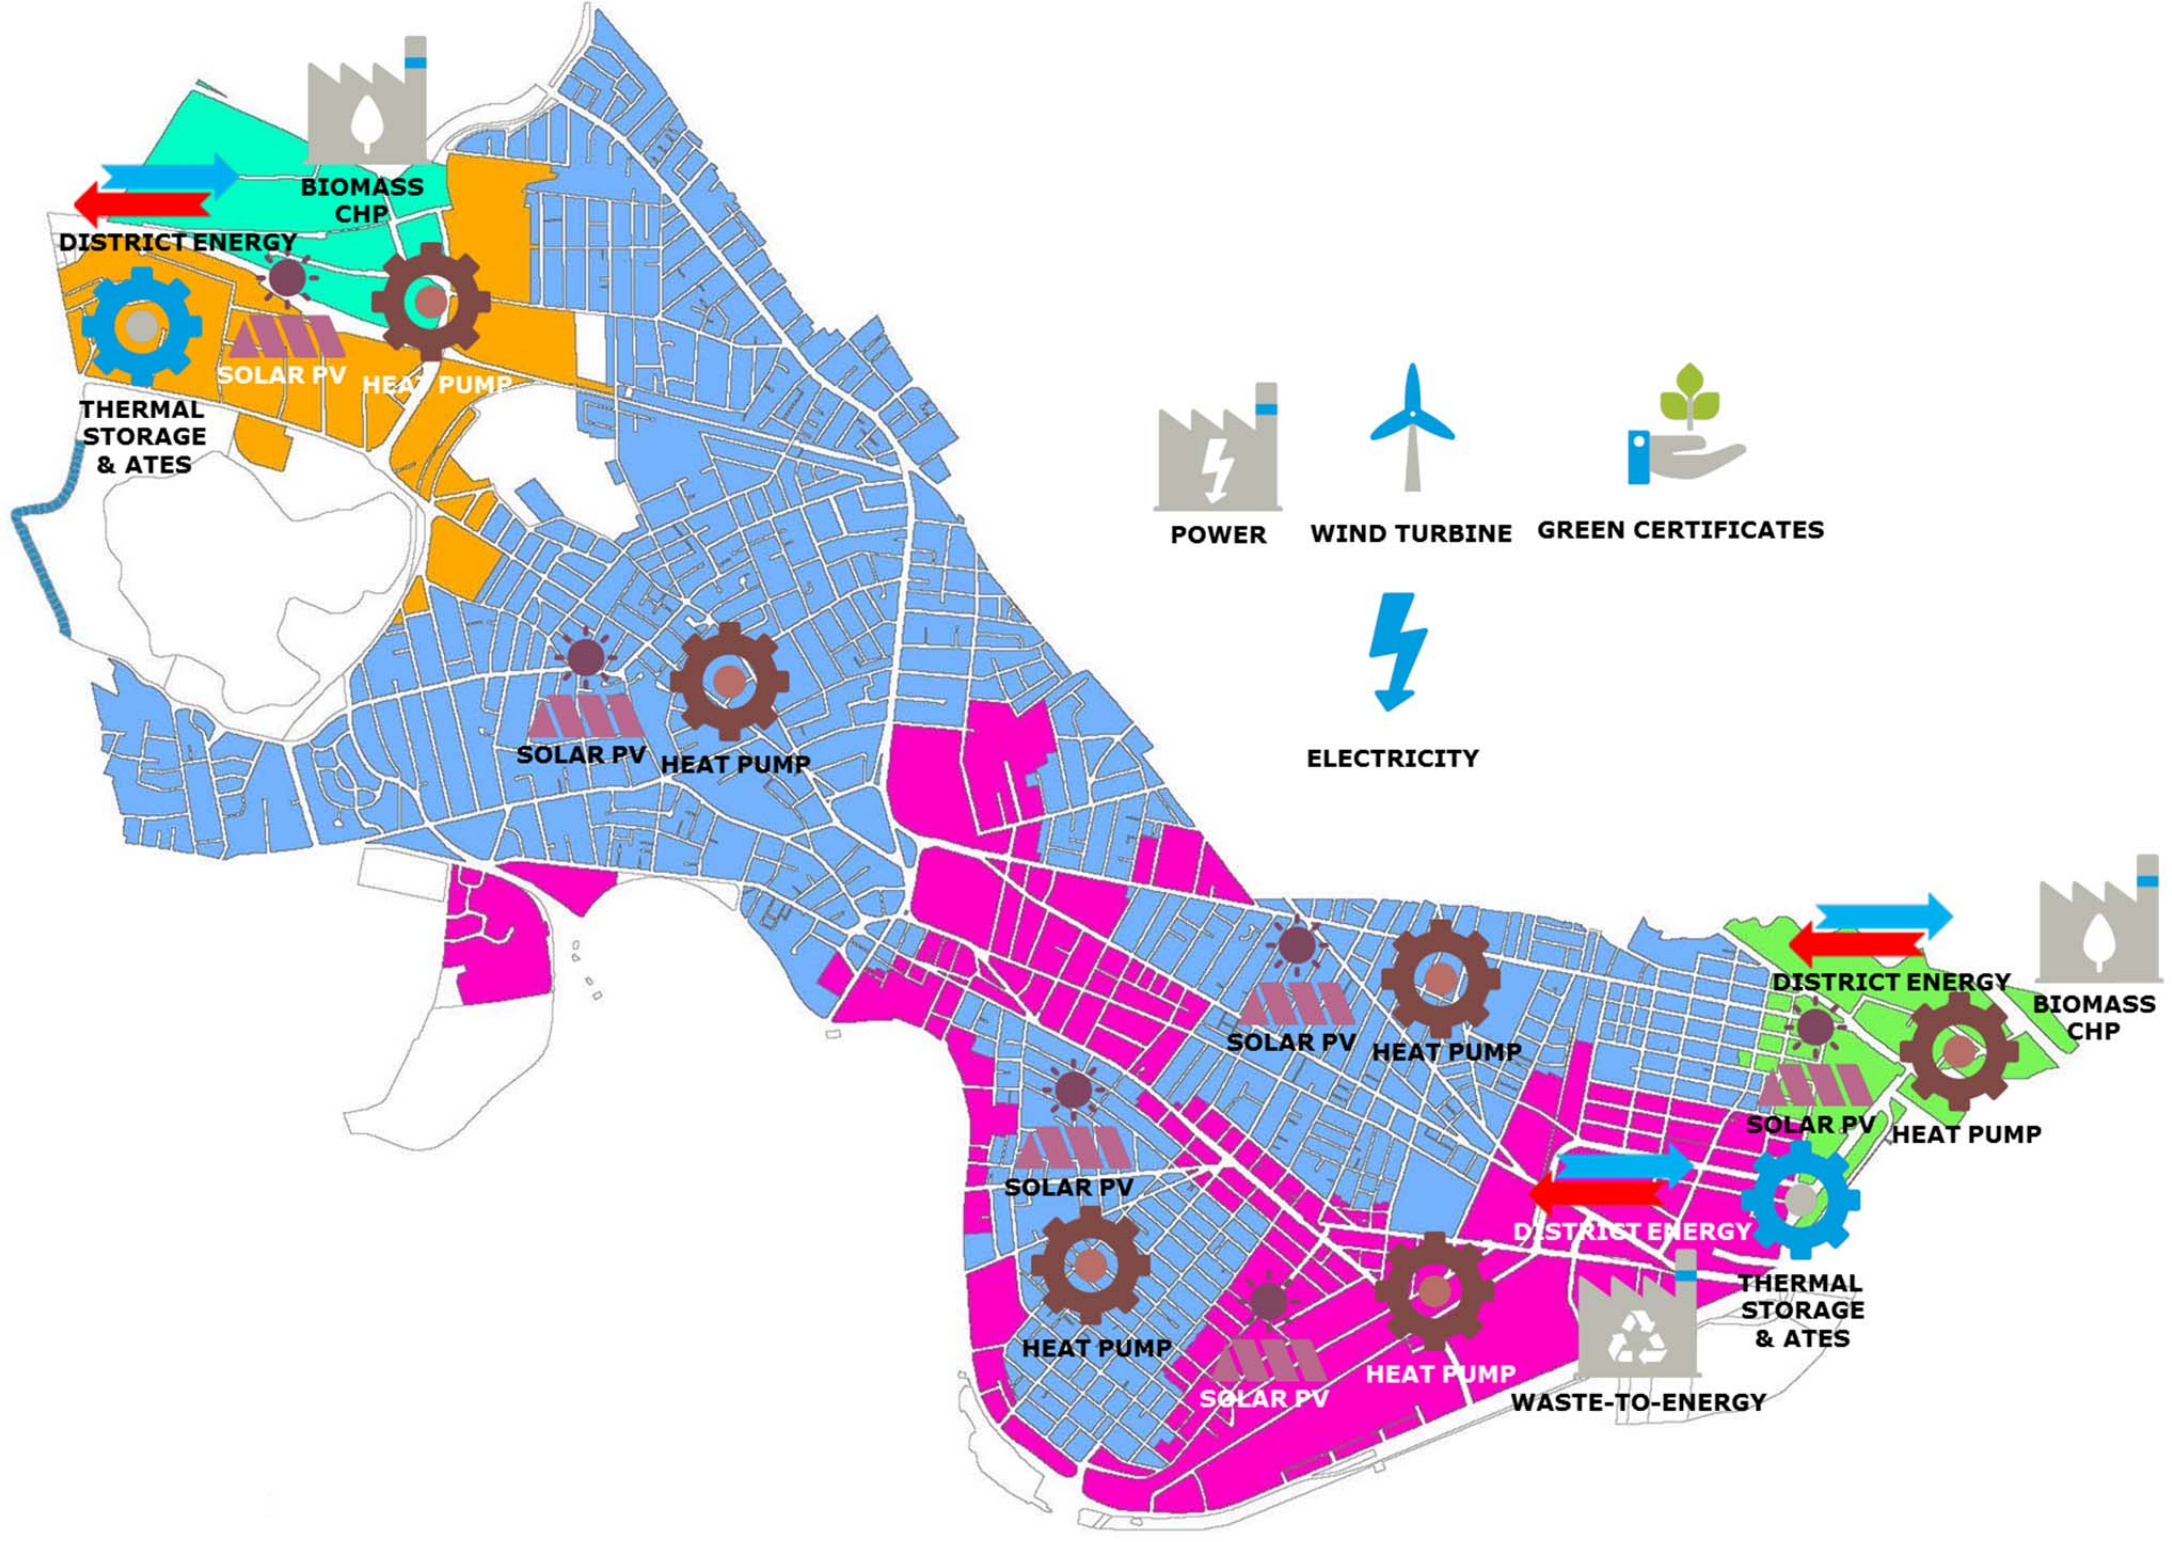 BIOMASS
CHP
DISTRICT ENERGY
SOLAR PV
HEAT PUMP
THERMAL
STORAGE
& ATES
POWER
WIND TURBINE
GREEN CERTIFICATES
ELECTRICITY
SOLAR PV
HEAT PUMP
DISTRICT ENERGY
BIOMASS
CHP
SOLAR PV
HEAT PUMP
SOLAR PV
HEAT PUMP
SOLAR PV
DISTRICT ENERGY
THERMAL
STORAGE
& ATES
HEAT PUMP
HEAT PUMP
SOLAR PV
WASTE-TO-ENERGY